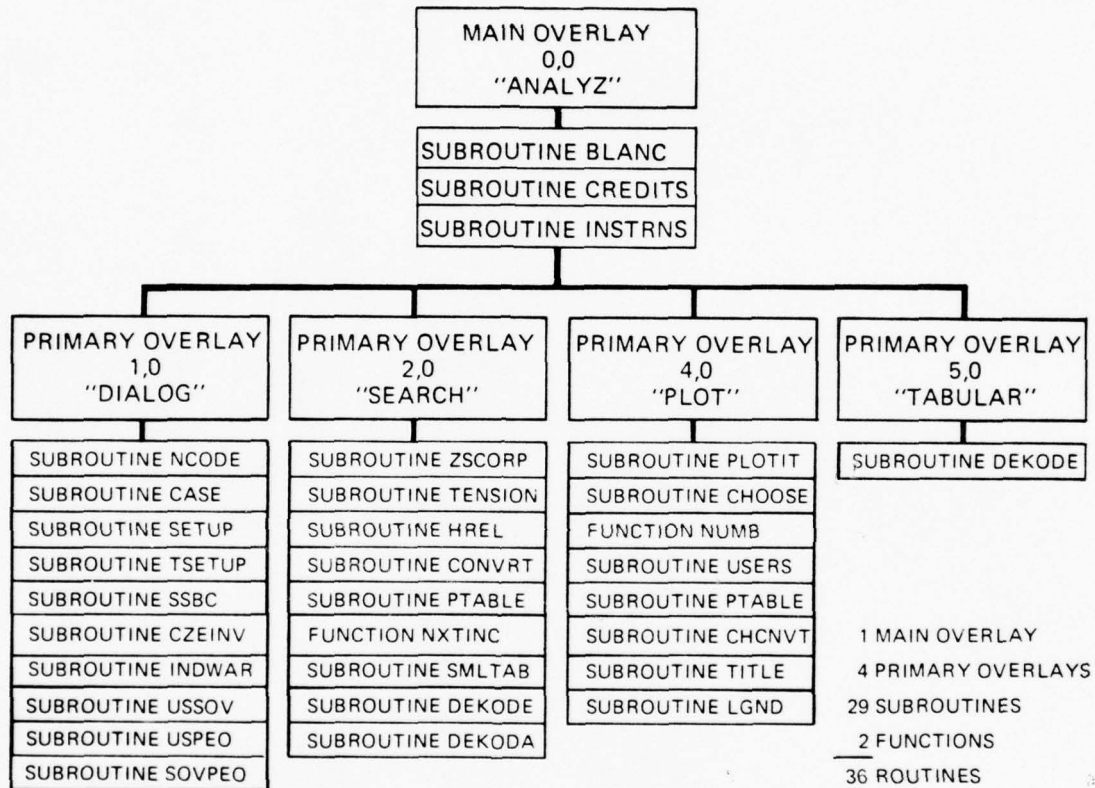 MAIN OVERLAY
0,0
"ANALYZ"
SUBROUTINE BLANC
SUBROUTINE CREDITS
SUBROUTINE INSTRNS
PRIMARY OVERLAY
1,0
"DIALOG"
SUBROUTINE NCODE
SUBROUTINE CASE
SUBROUTINE SETUP
SUBROUTINE TSETUP
SUBROUTINE SSBC
SUBROUTINE CZEINV
SUBROUTINE INDWAR
SUBROUTINE USSOV
SUBROUTINE USPEO
SUBROUTINE SOVPEO
PRIMARY OVERLAY
2,0
"SEARCH"
SUBROUTINE ZSCORP
SUBROUTINE TENSION
SUBROUTINE HREL
SUBROUTINE CONVRT
SUBROUTINE PTABLE
FUNCTION NXTINC
SUBROUTINE SMLTAB
SUBROUTINE DEKODE
SUBROUTINE DEKODA
PRIMARY OVERLAY
4,0
"PLOT"
SUBROUTINE PLOTIT
SUBROUTINE CHOOSE
FUNCTION NUMB
SUBROUTINE USERS
SUBROUTINE PTABLE
SUBROUTINE CHCNVT
SUBROUTINE TITLE
SUBROUTINE LGND
PRIMARY OVERLAY
5,0
"TABULAR"
SUBROUTINE DEKODE
1 MAIN OVERLAY
4 PRIMARY OVERLAYS
29 SUBROUTINES
2 FUNCTIONS
36 ROUTINES